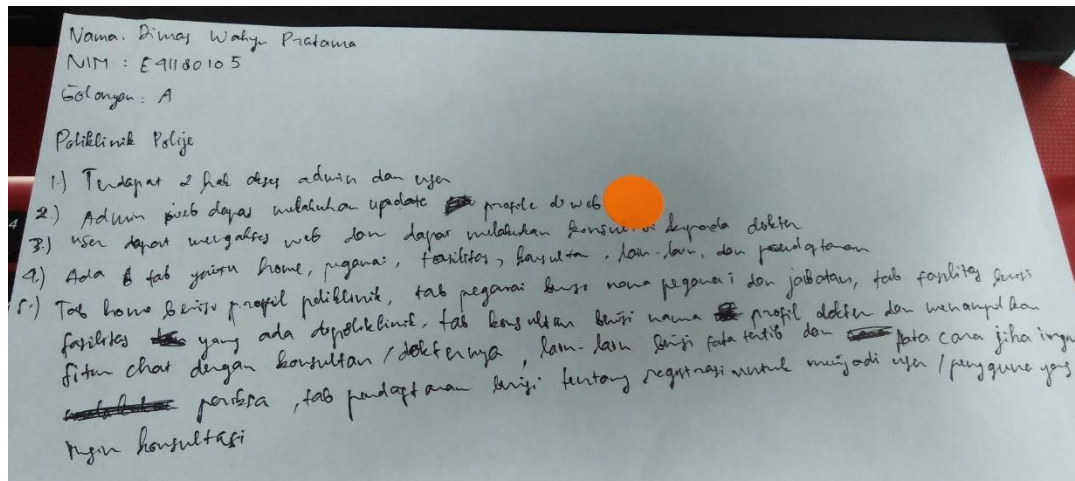 Nama. Dimas Wahyu Pratama
NIM : E41180105
Golongan : A
Poliklinik Polije
1.) Terdapat 2 hak akses admin dan user
2.) Admin web dapat melakukan update profile di web
3.) user dapat mengakses web dan dapat melakukan kepada dokter
4.) Ada 6 tab yaitu home, pegawai, fasilitas, konsultan, lain-lain, dan pendaftaran
5.) Tab home berisi profil poliklinik, tab pegawai berisi nama pegawai dan jabatan, tab fasilitas berisi
fasilitas yang ada dipoliklinik, tab konsultan berisi nama profil dokter dan menampilkan
fitur chat dengan konsultan/dokternya, lain-lain berisi tata tertib dan tata cara jika ingin
periksa, tab pendaftaran berisi tentang registrasi untuk menjadi user/pengguna yang
ingin konsultasi